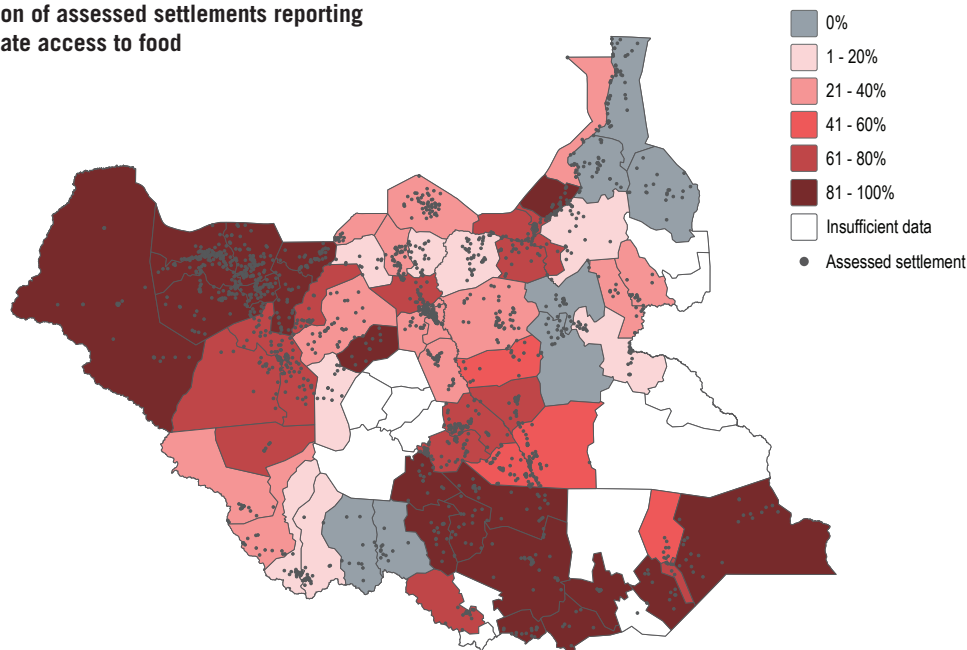 on of assessed settlements reporting
ate access to food
0%
1 - 20%
21 - 40%
41 - 60%
61 - 80%
81 - 100%
Insufficient data
Assessed settlement